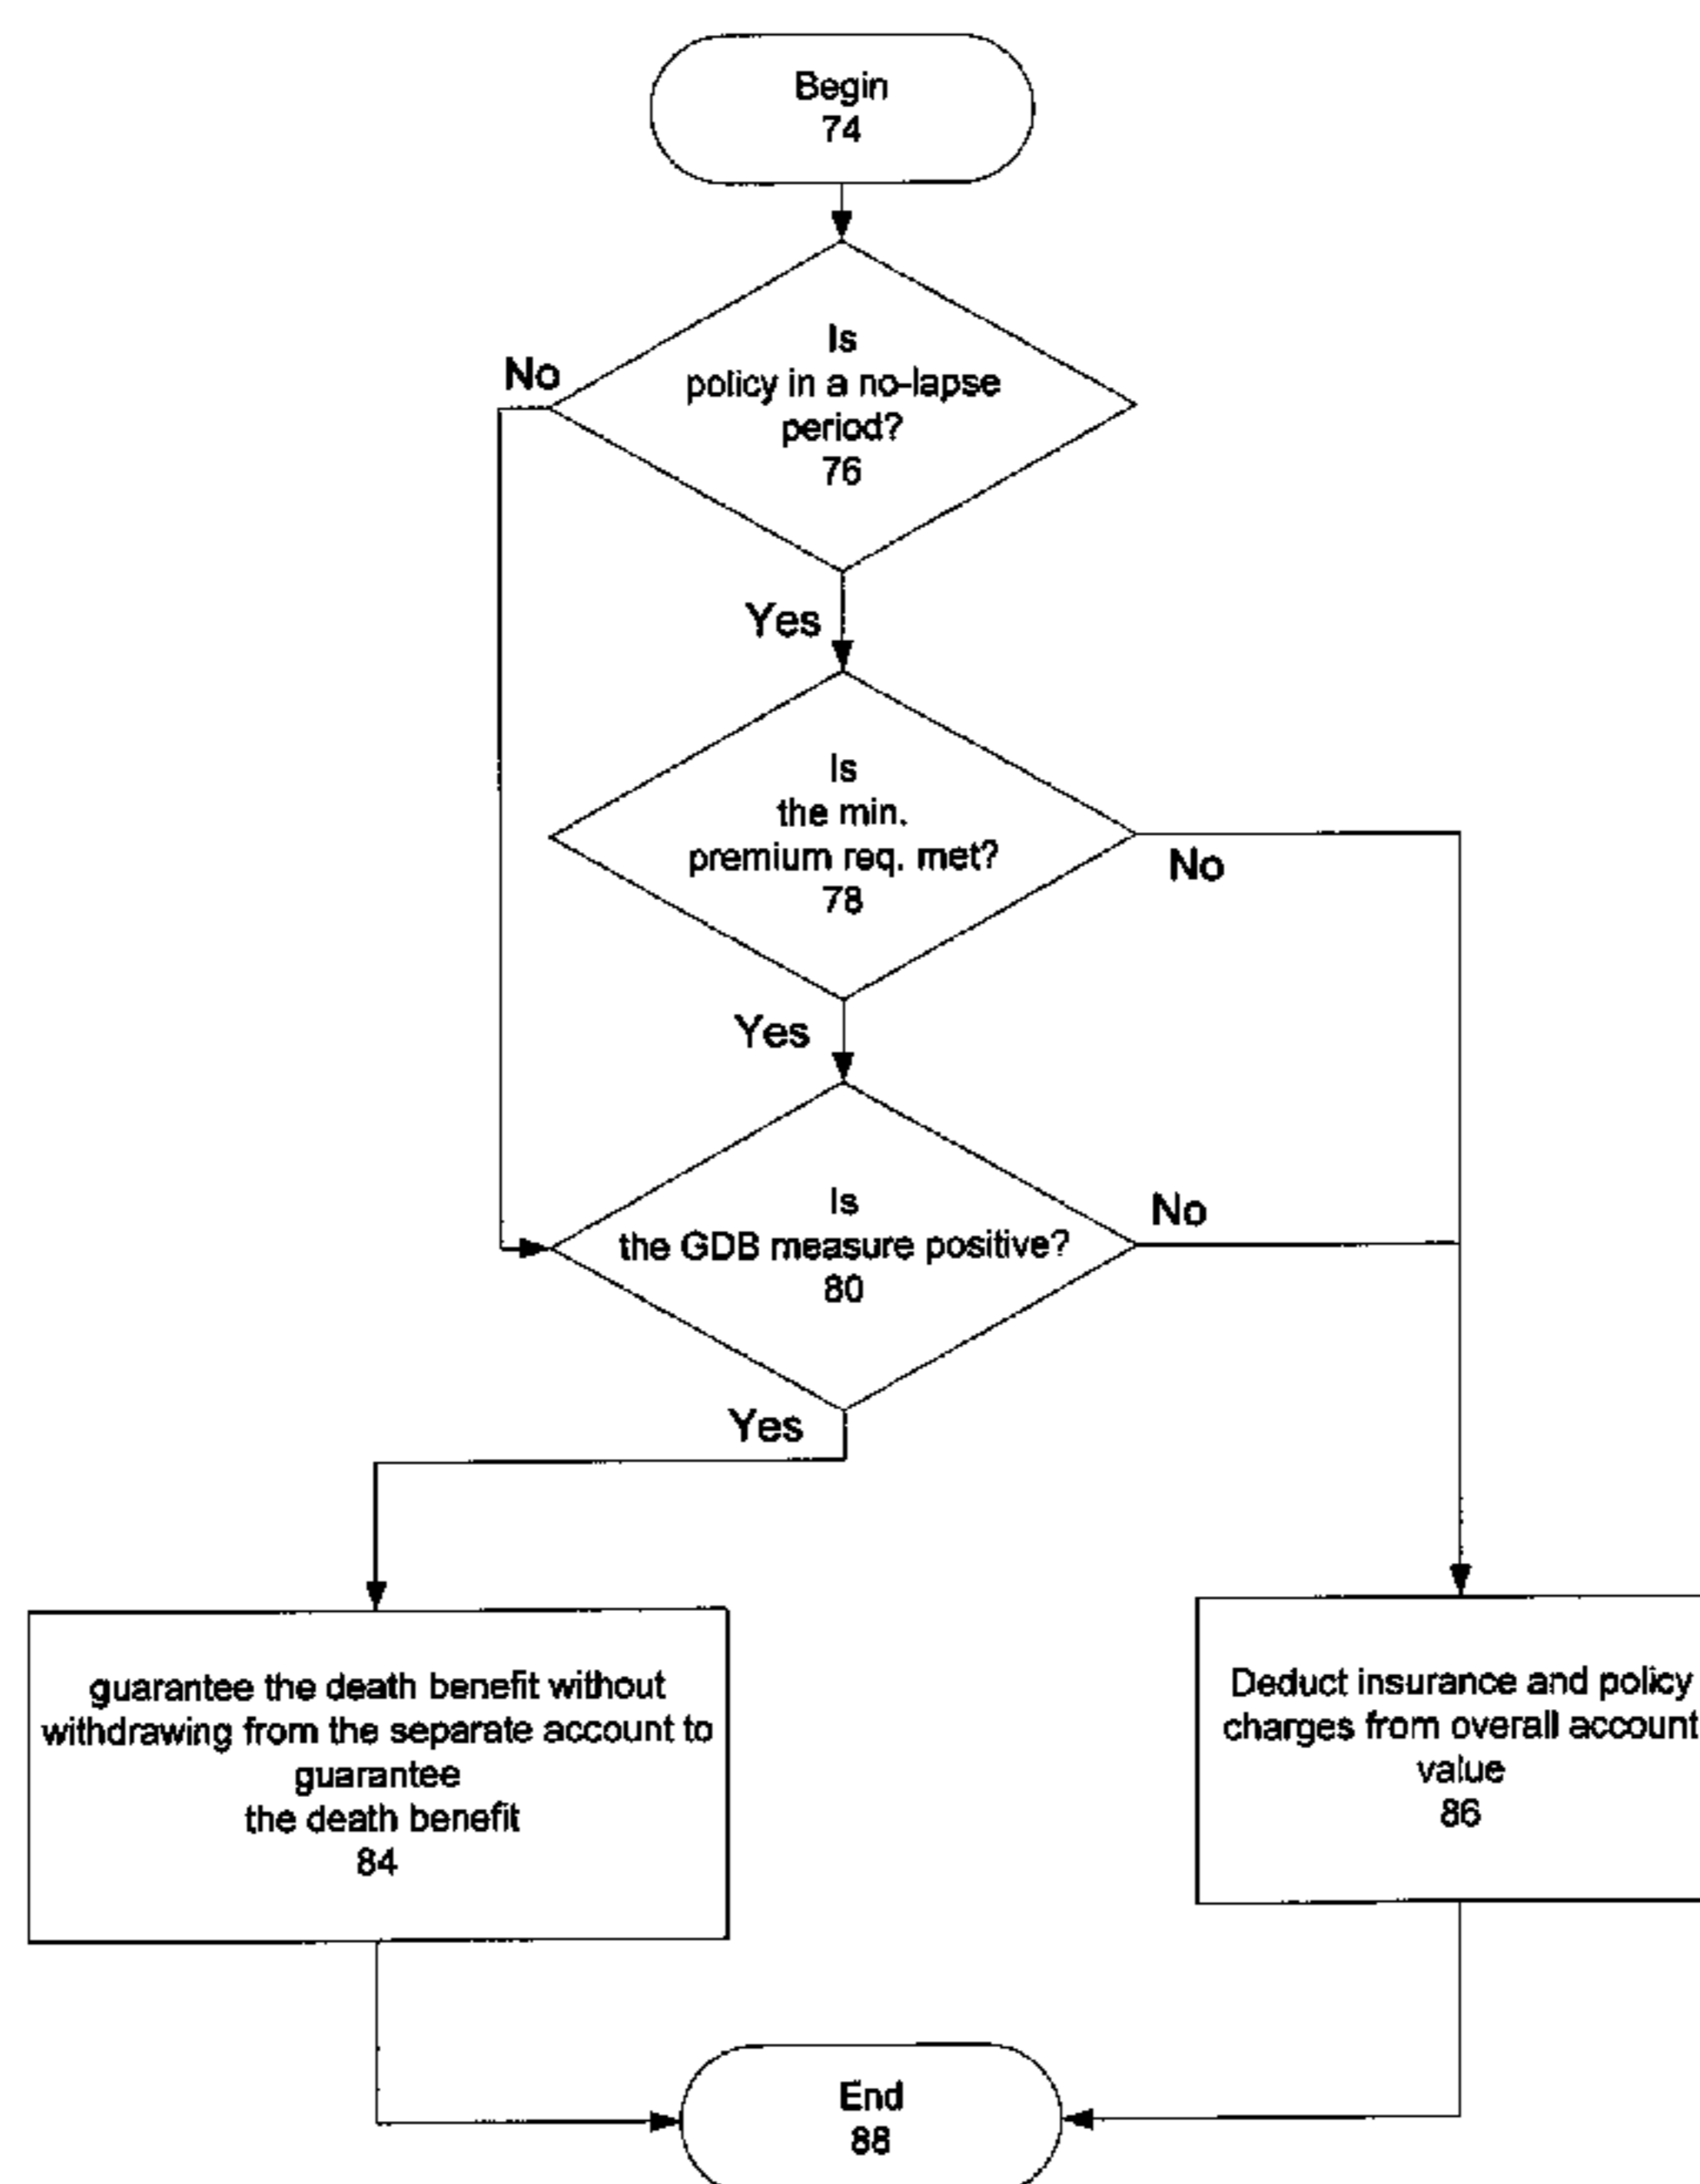 Begin
74
Is
policy in a no-lapse
period?
76
No
Yes
Is
the min.
premium req. met?
78
No
Yes
Is
the GDB measure positive?
80
No
Yes
guarantee the death benefit without
withdrawing from the separate account to
guarantee
the death benefit
84
Deduct insurance and policy
charges from overall account
value
86
End
88